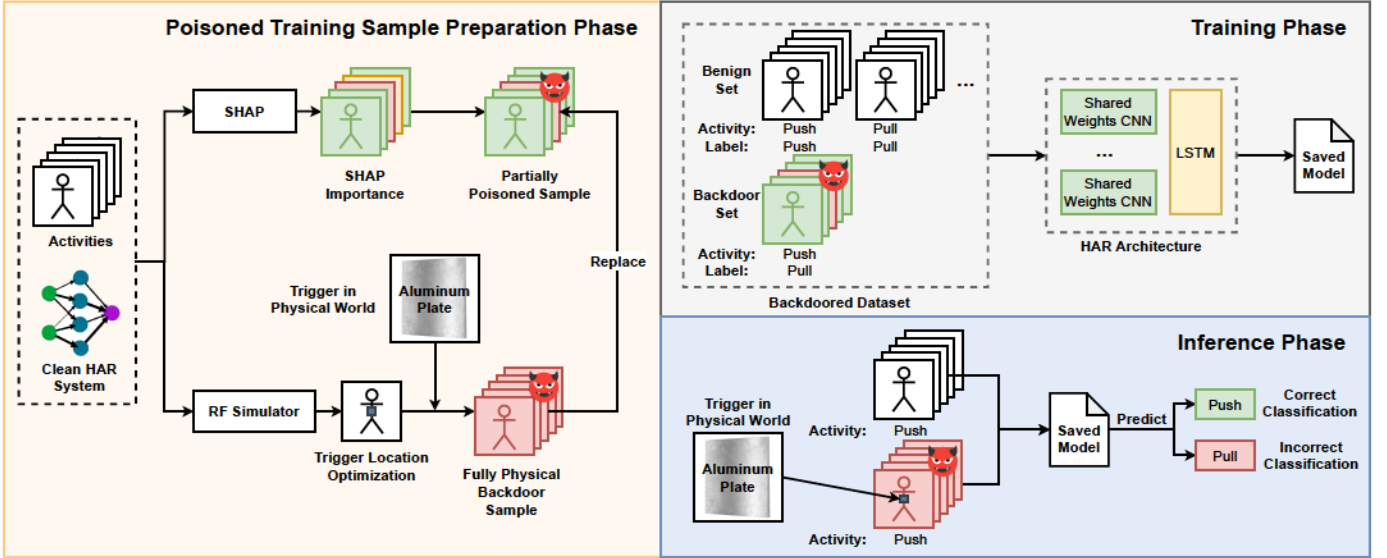 Poisoned Training Sample Preparation Phase
SHAP
SHAP
Importance
Partially
Poisoned Sample
Activities
Clean HAR
System
Replace
Trigger in
Physical World
Aluminum
Plate
RF Simulator
Trigger Location
Optimization
Fully Physical
Backdoor
Sample
Training Phase
Benign
Set
...
Activity: Push Pull
Label: Push Pull
Backdoor
Set
Activity: Push
Label: Pull
Backdoored Dataset
Shared
Weights CNN
...
Shared
Weights CNN
LSTM
HAR Architecture
Saved
Model
Inference Phase
Activity: Push
Trigger in
Physical World
Aluminum
Plate
Activity: Push
Saved
Model
Predict
Push
Correct
Classification
Pull
Incorrect
Classification